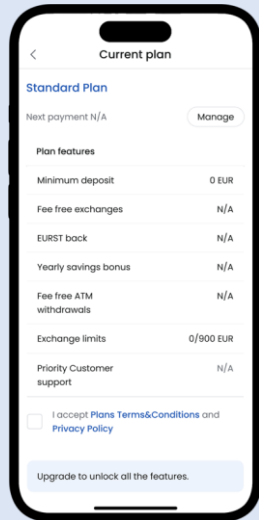 Current plan
Standard Plan
Next payment N/A Manage
Plan features
Minimum deposit 0 EUR
Fee free exchanges N/A
EURST back N/A
Yearly savings bonus N/A
Fee free ATM N/A
withdrawals
Exchange limits 0/900 EUR
Priority Customer N/A
support
I accept Plans Terms&Conditions and
Privacy Policy
Upgrade to unlock all the features.